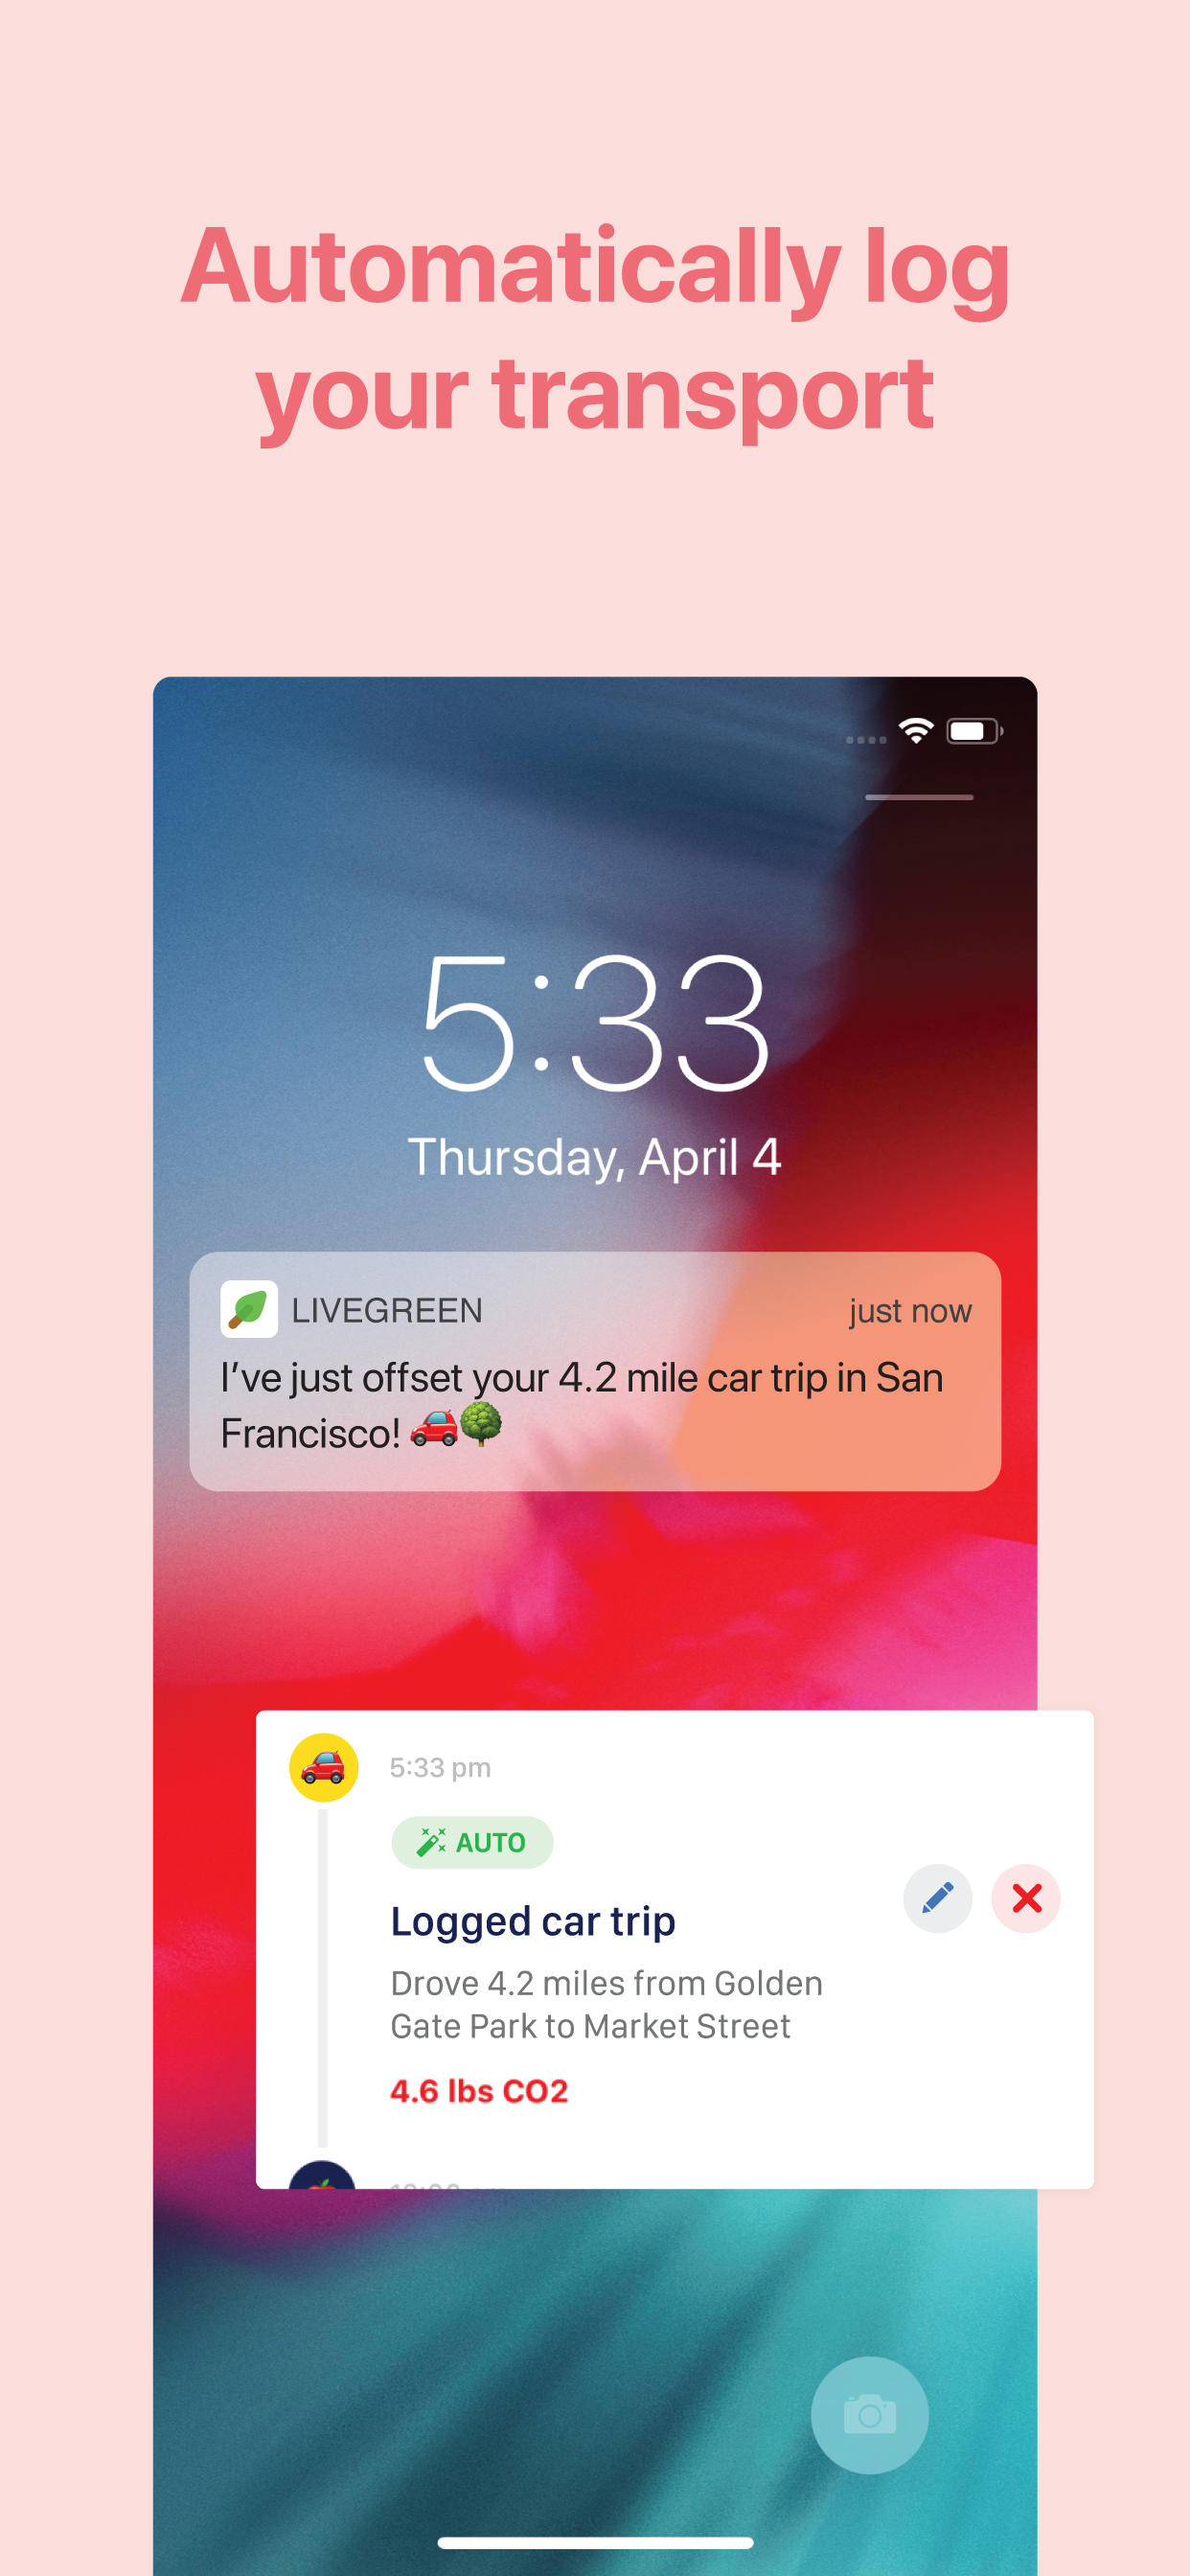 Automatically log
your transport
5:33
Thursday, April 4
LIVEGREEN just now
I’ve just offset your 4.2 mile car trip in San
Francisco! 🚗🌳
5:33 pm
AUTO
Logged car trip
Drove 4.2 miles from Golden
Gate Park to Market Street
4.6 lbs CO2